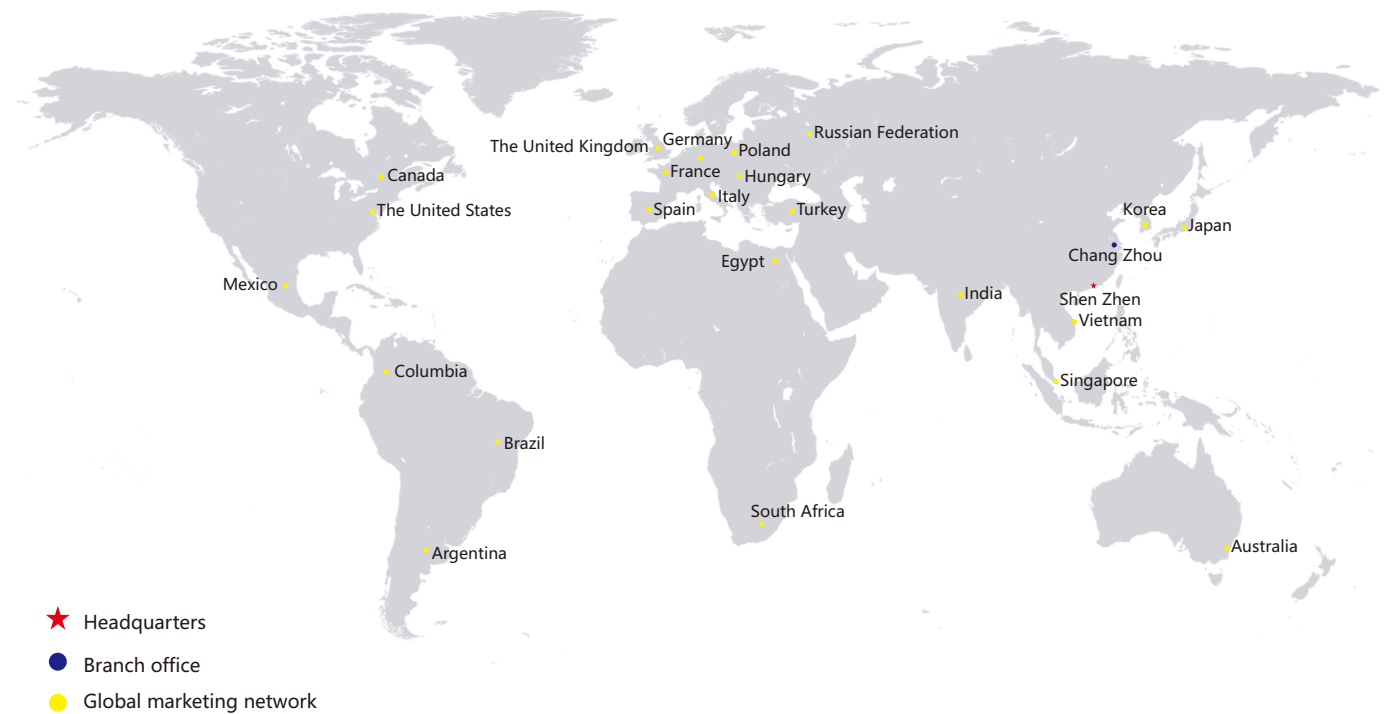 Russian Federation
Germany
The United Kingdom
Poland
France
Hungary
Canada
Italy
The United States
Spain
Turkey
Korea
Japan
Chang Zhou
Egypt
Mexico
India
Shen Zhen
Vietnam
Columbia
Singapore
Brazil
South Africa
Argentina
Australia
Headquarters
Branch office
Global marketing network